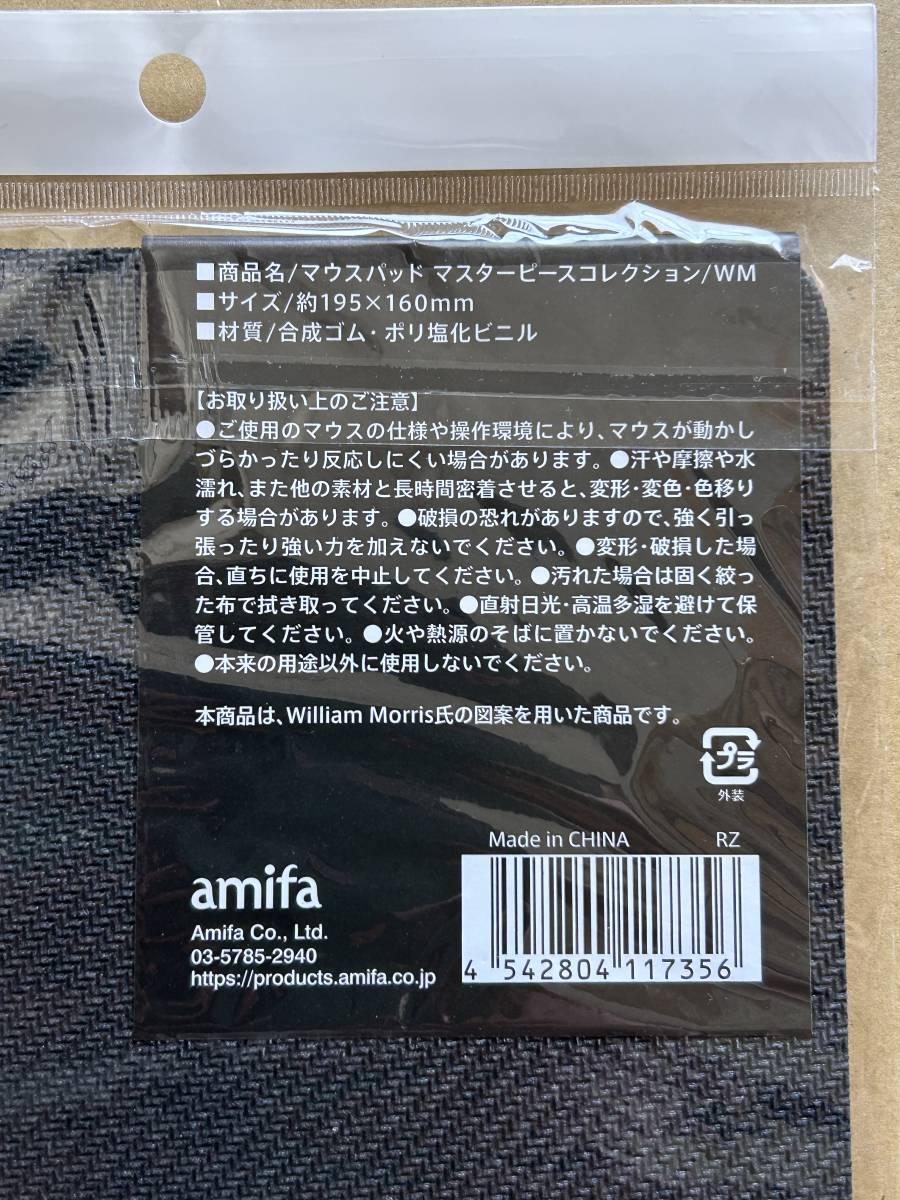 ■商品名/マウスパッド マスターピースコレクション/WM
■サイズ/約195×160mm
■材質/合成ゴム・ポリ塩化ビニル
【お取り扱い上のご注意】
●ご使用のマウスの仕様や操作環境により、マウスが動かし
づらかったり反応しにくい場合があります。●汗や摩擦や水
濡れ、また他の素材と長時間密着させると、変形・変色・色移り
する場合があります。●破損の恐れがありますので、強く引っ
張ったり強い力を加えないでください。●変形・破損した場
合、直ちに使用を中止してください。●汚れた場合は固く絞っ
た布で拭き取ってください。●直射日光・高温多湿を避けて保
管してください。●火や熱源のそばに置かないでください。
●本来の用途以外に使用しないでください。
本商品は、William Morris氏の図案を用いた商品です。
プラ
外装
Made in CHINA RZ
amifa
Amifa Co., Ltd.
03-5785-2940
https://products.amifa.co.jp
4 542804 117356